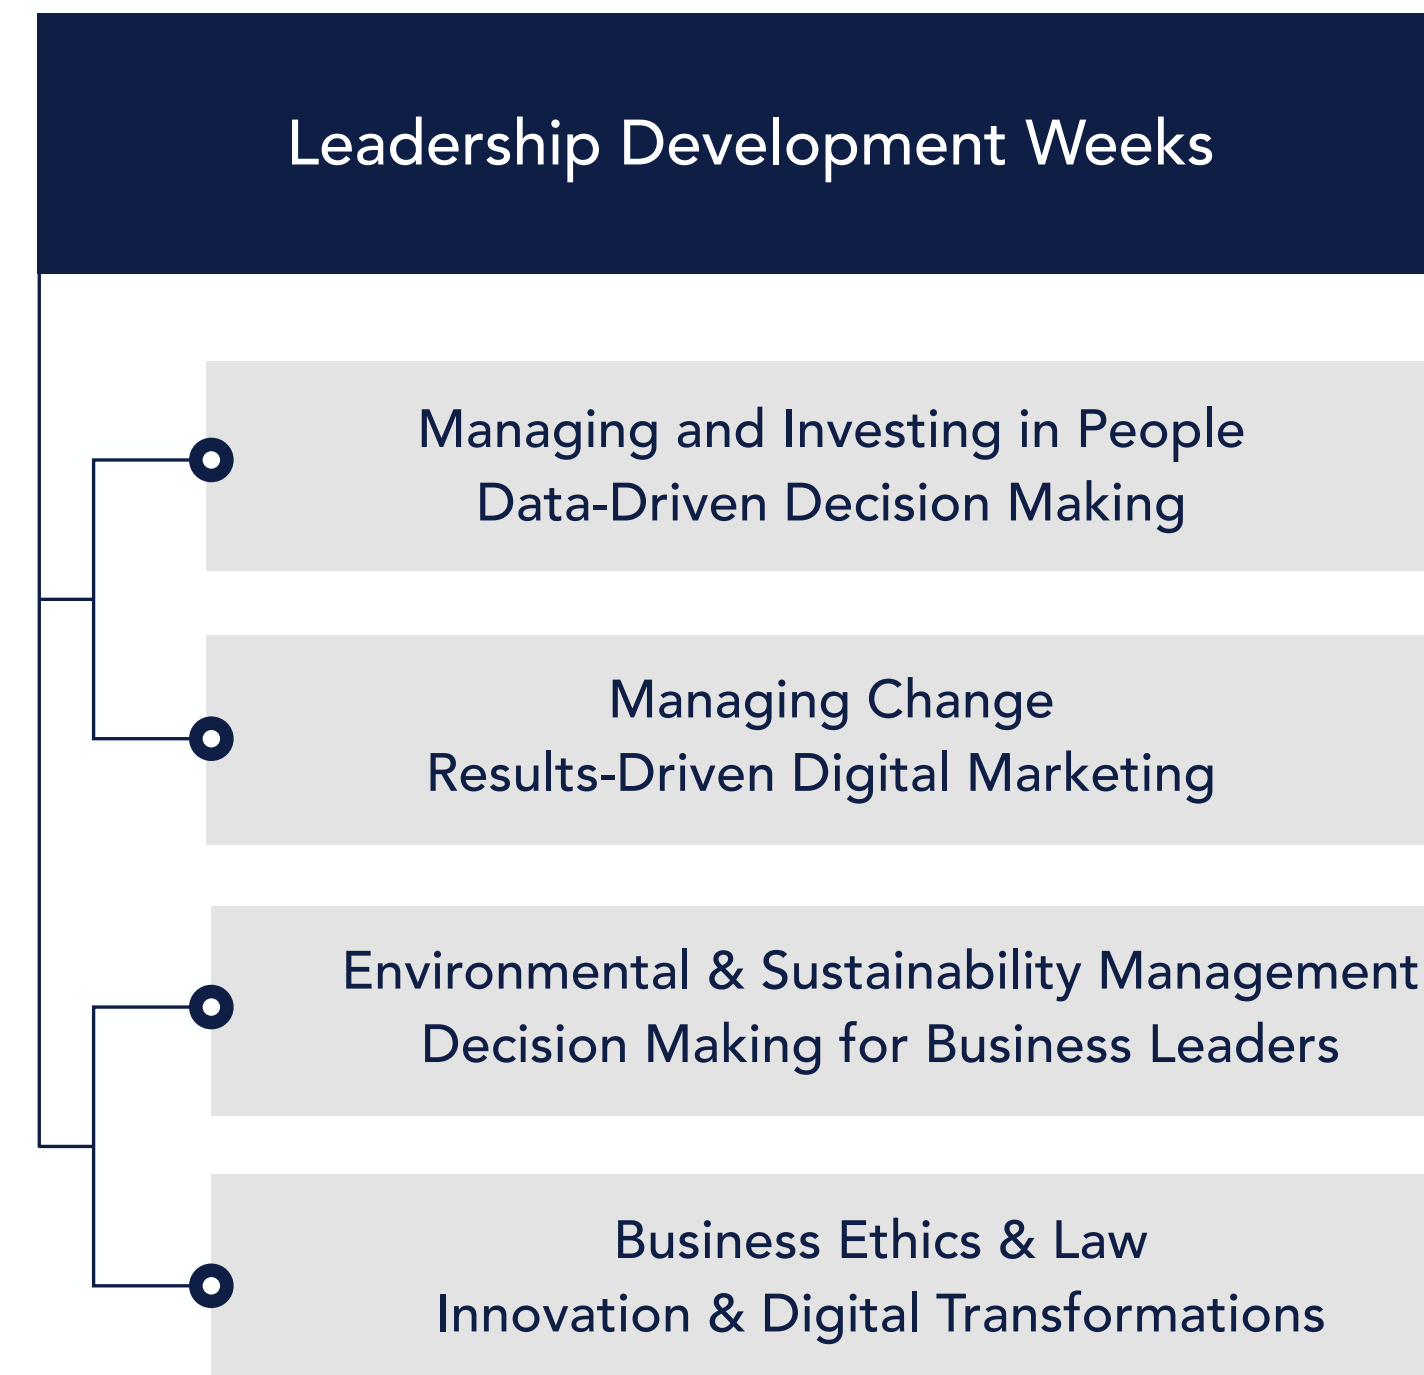 Leadership Development Weeks
Managing and Investing in People
Data-Driven Decision Making
Managing Change
Results-Driven Digital Marketing
Environmental & Sustainability Management
Decision Making for Business Leaders
Business Ethics & Law
Innovation & Digital Transformations